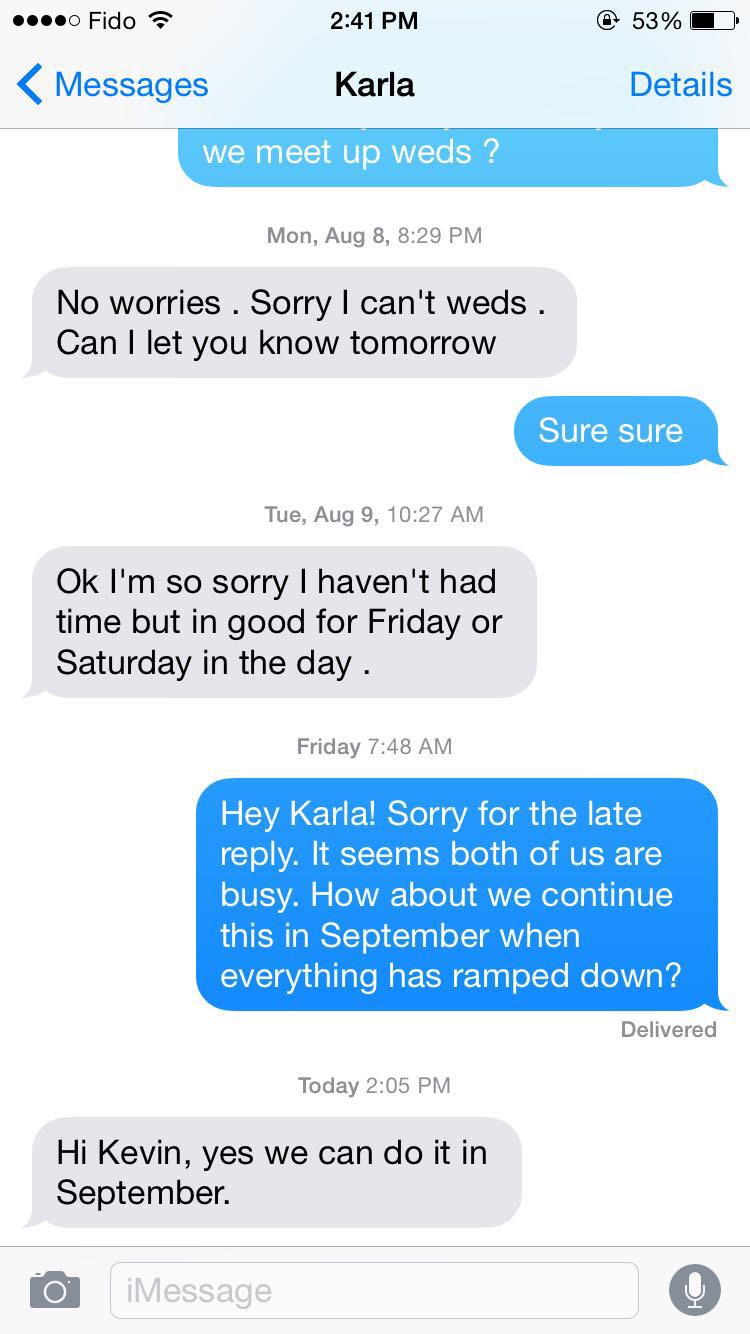 Fido
2:41 PM
53%
Messages
Karla
Details
we meet up weds ?
Mon, Aug 8, 8:29 PM
No worries . Sorry I can't weds .
Can I let you know tomorrow
Sure sure
Tue, Aug 9, 10:27 AM
Ok I'm so sorry I haven't had
time but in good for Friday or
Saturday in the day .
Friday 7:48 AM
Hey Karla! Sorry for the late
reply. It seems both of us are
busy. How about we continue
this in September when
everything has ramped down?
Delivered
Today 2:05 PM
Hi Kevin, yes we can do it in
September.
iMessage